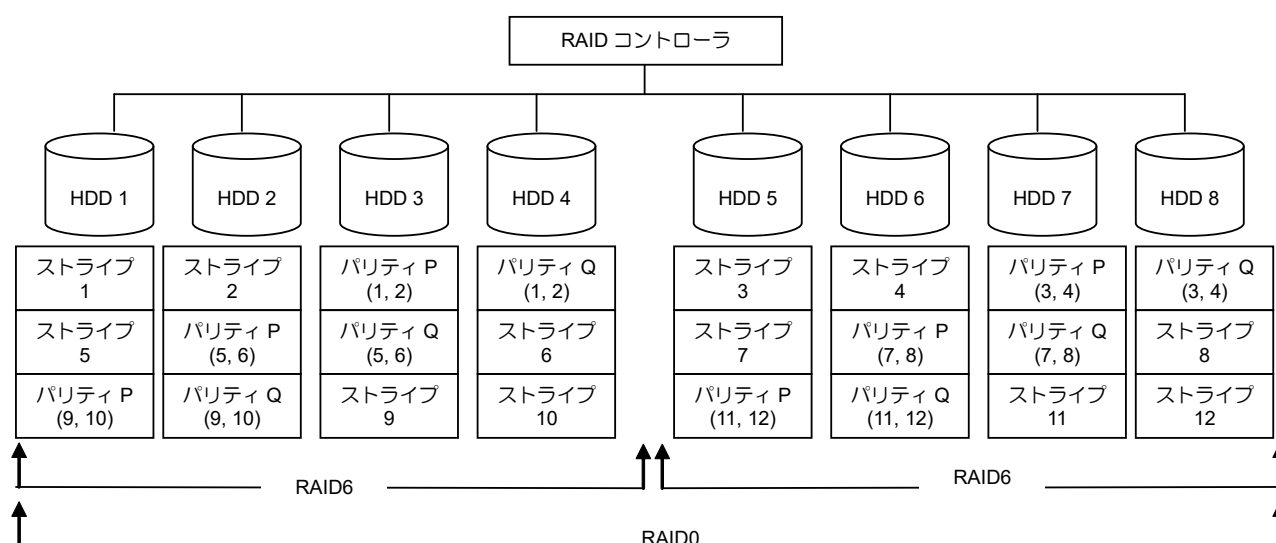 RAID コントローラ
HDD 1
HDD 2
HDD 3
HDD 4
HDD 5
HDD 6
HDD 7
HDD 8
ストライプ
1
ストライプ
2
パリティ P
(1, 2)
パリティ Q
(1, 2)
ストライプ
3
ストライプ
4
パリティ P
(3, 4)
パリティ Q
(3, 4)
ストライプ
5
パリティ P
(5, 6)
パリティ Q
(5, 6)
ストライプ
6
ストライプ
7
パリティ P
(7, 8)
パリティ Q
(7, 8)
ストライプ
8
パリティ P
(9, 10)
パリティ Q
(9, 10)
ストライプ
9
ストライプ
10
パリティ P
(11, 12)
パリティ Q
(11, 12)
ストライプ
11
ストライプ
12
RAID6
RAID6
RAID0